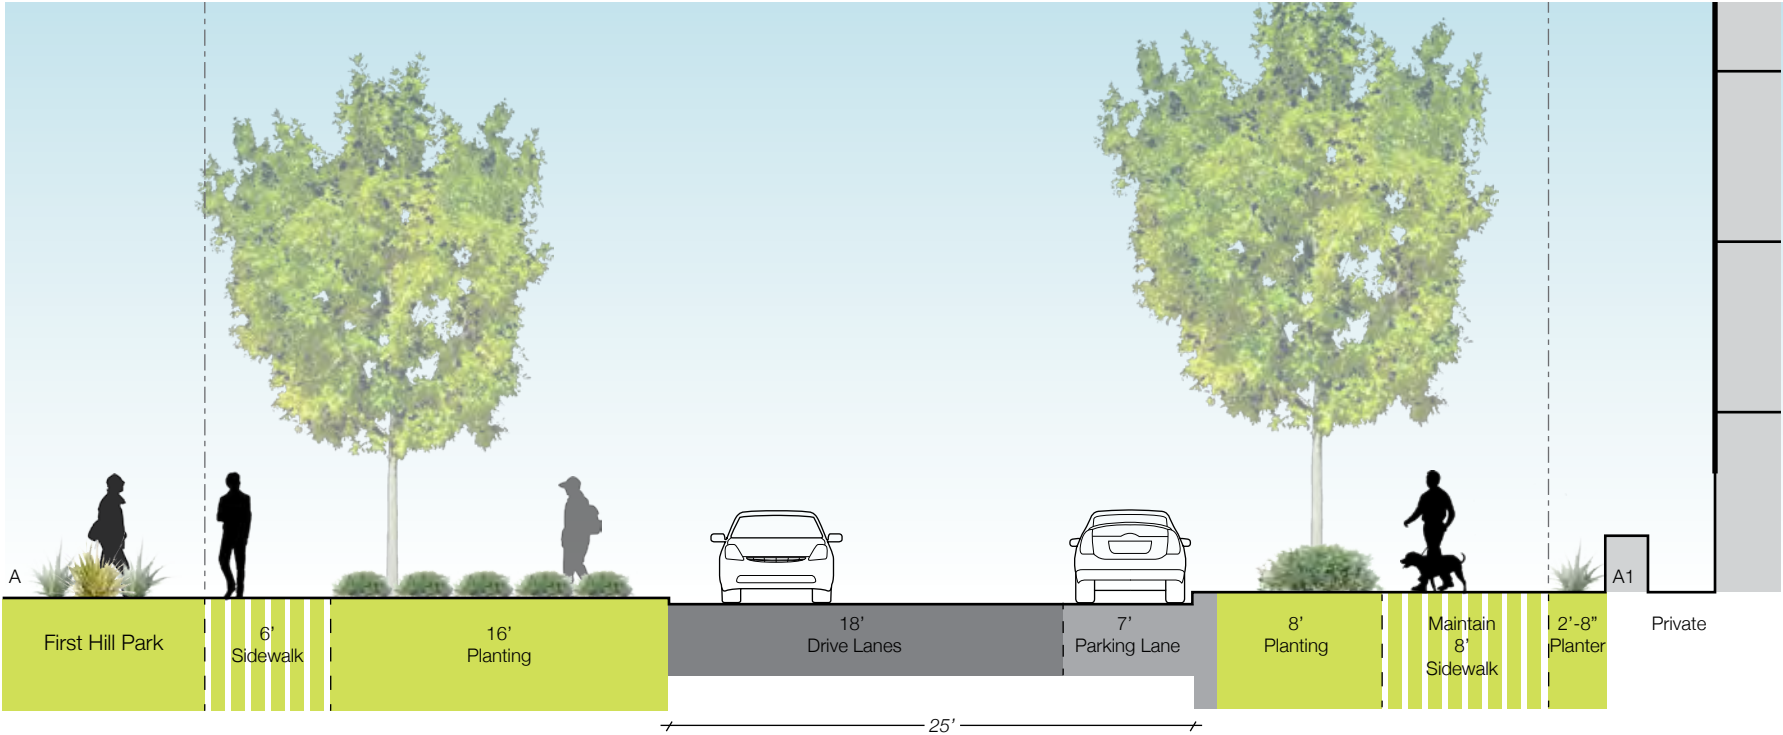 A
A1
First Hill Park
6’
Sidewalk
16’
Planting
18’
Drive Lanes
7’
Parking Lane
8’
Planting
Maintain
8’
Sidewalk
2’-8”
Planter
Private
25’